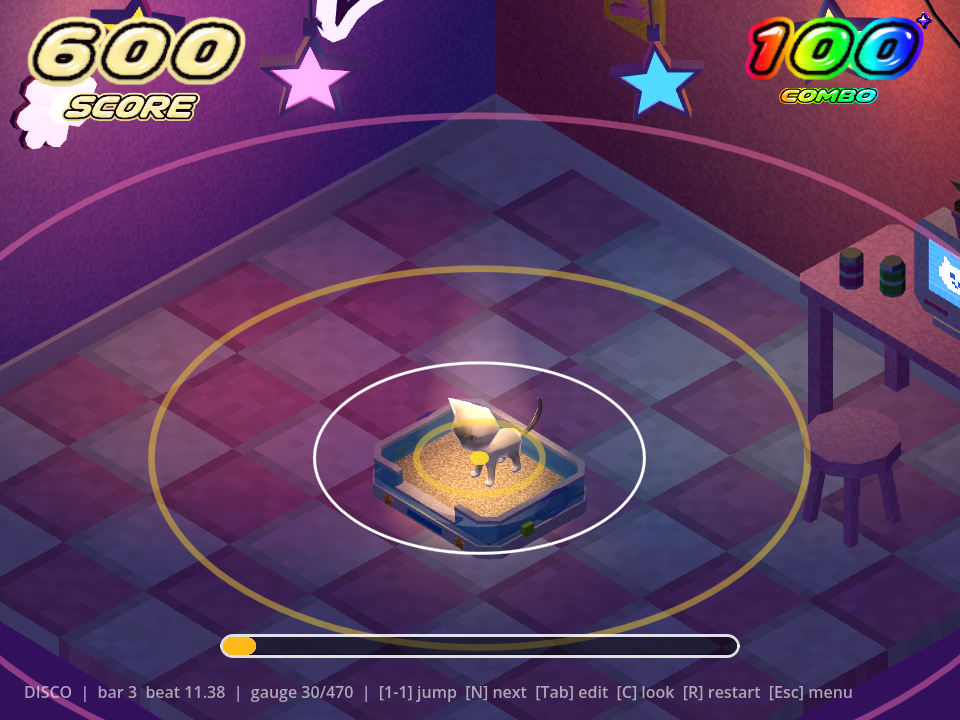 600
SCORE
100
COMBO
DISCO | bar 3 beat 11.38 | gauge 30/470 | [1-1] jump [N] next [Tab] edit [C] look [R] restart [Esc] menu